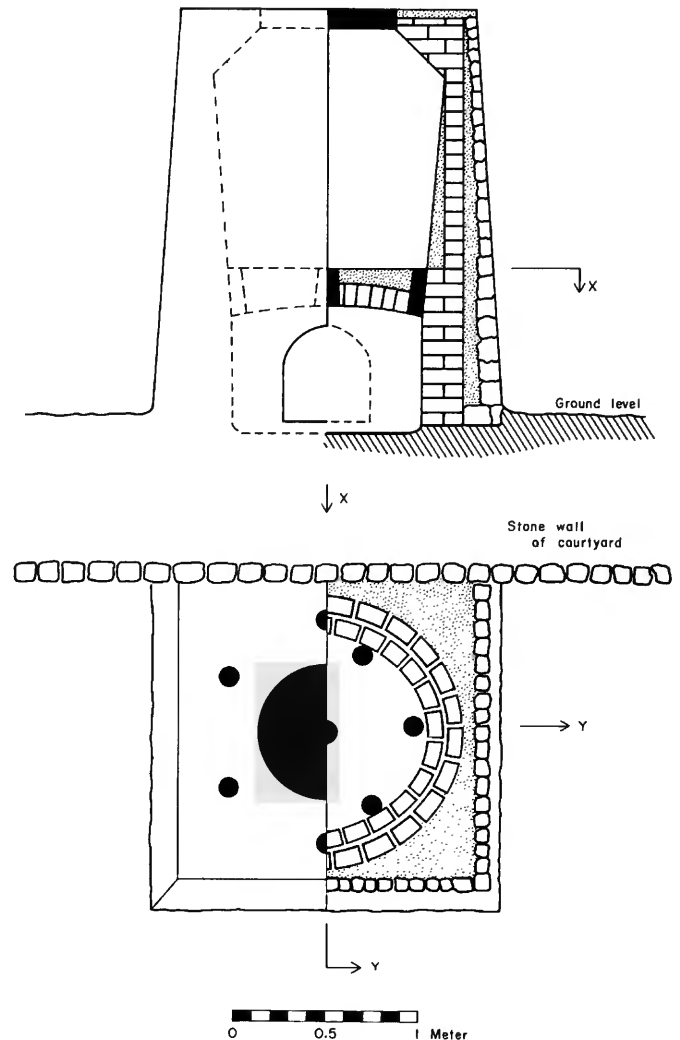 X
Ground level
X
Stone wall
of courtyard
Y
Y
0 0.5 1 Meter